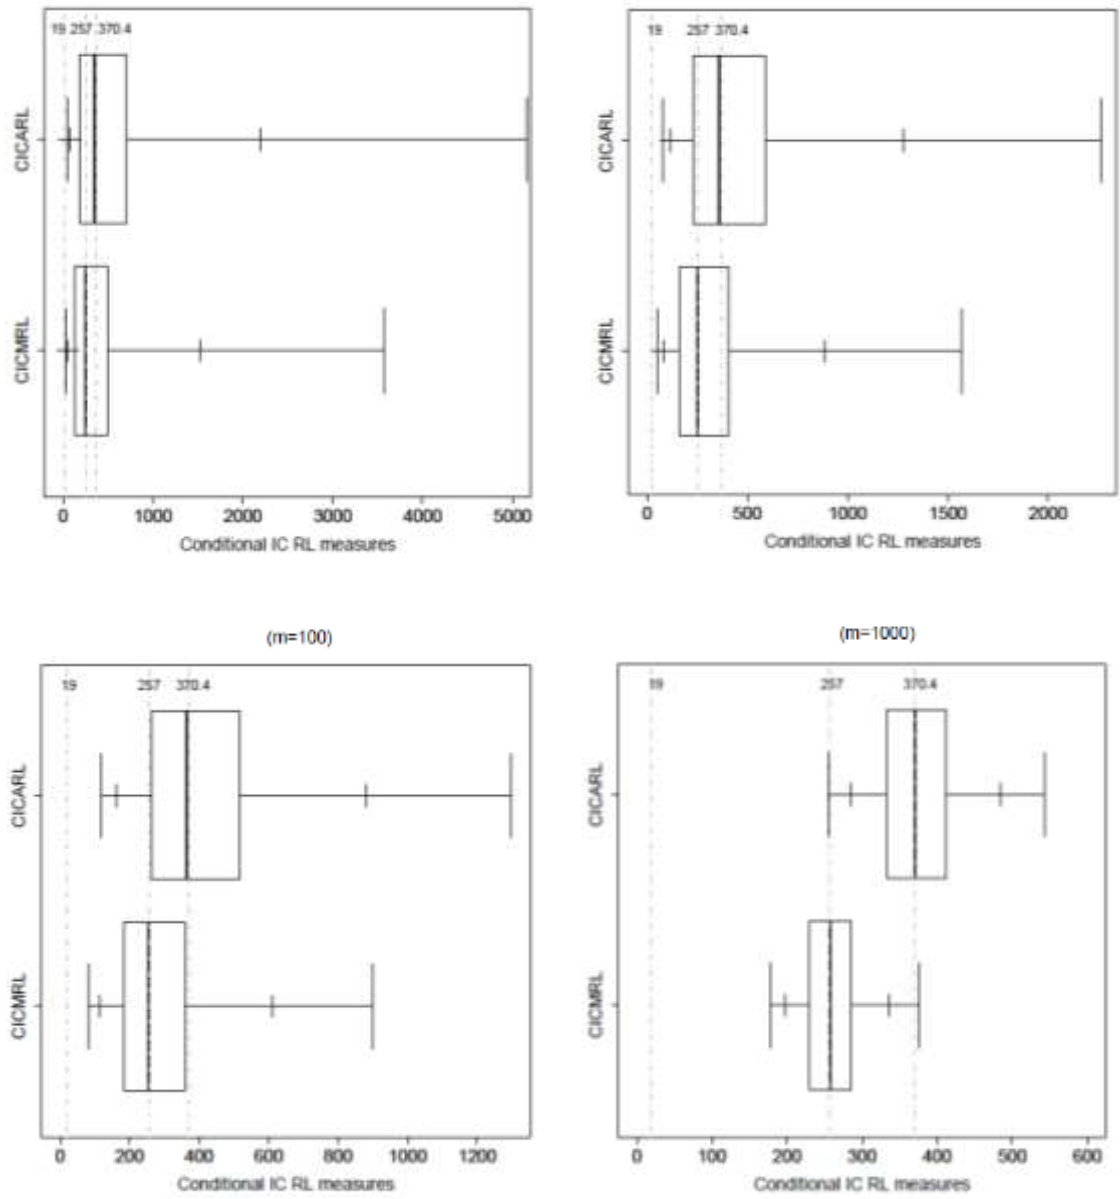 19 257 370.4
CICARL
CICMRL
0 1000 2000 3000 4000 5000
Conditional IC RL measures
19 257 370.4
CICARL
CICMRL
0 500 1000 1500 2000
Conditional IC RL measures
(m=100)
19 257 370.4
CICARL
CICMRL
0 200 400 600 800 1000 1200
Conditional IC RL measures
(m=1000)
19 257 370.4
CICARL
CICMRL
0 100 200 300 400 500 600
Conditional IC RL measures